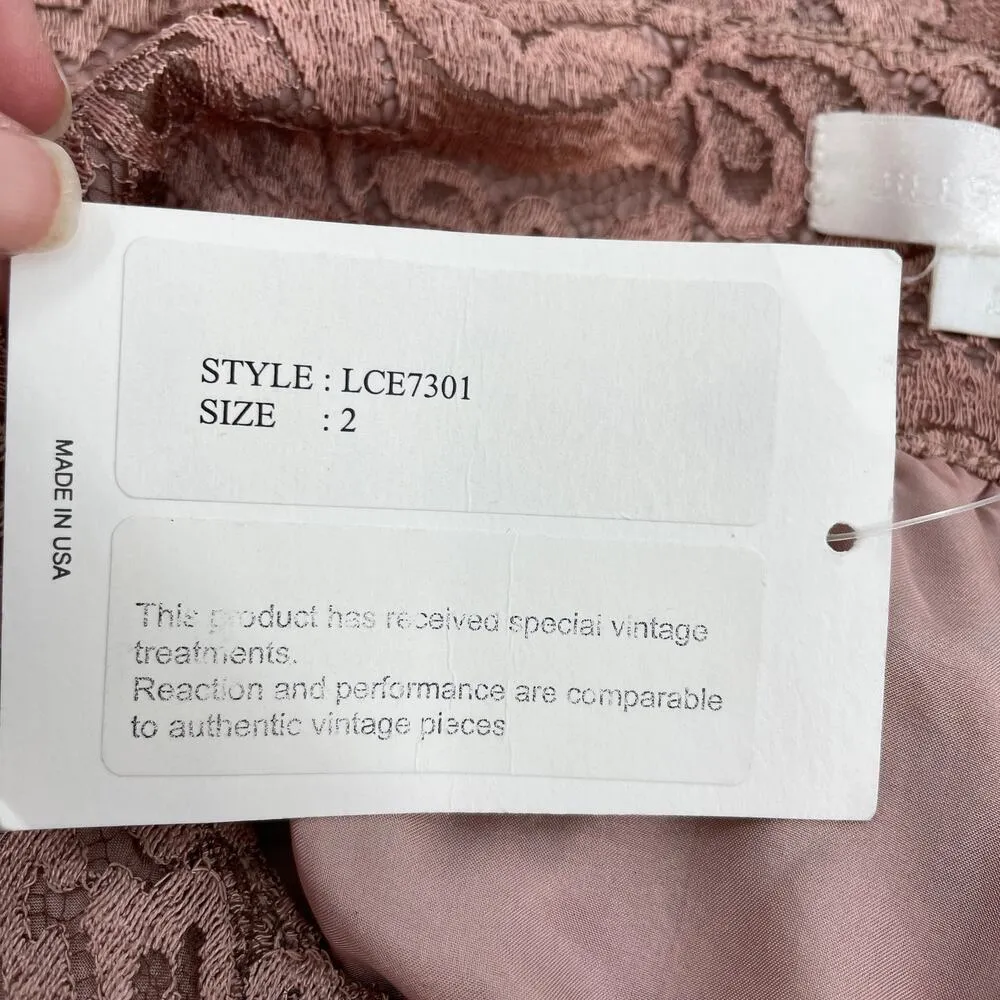 STYLE : LCE7301
SIZE : 2
MADE IN USA
This product has received special vintage
treatments.
Reaction and performance are comparable
to authentic vintage pieces